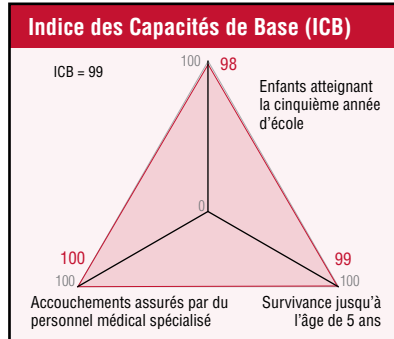 Indice des Capacités de Base (ICB)
ICB = 99
100
98
Enfants atteignant
la cinquième année
d'école
0
100
100
99
100
Accouchements assurés par du
personnel médical spécialisé
Survivance jusqu'à
l'âge de 5 ans